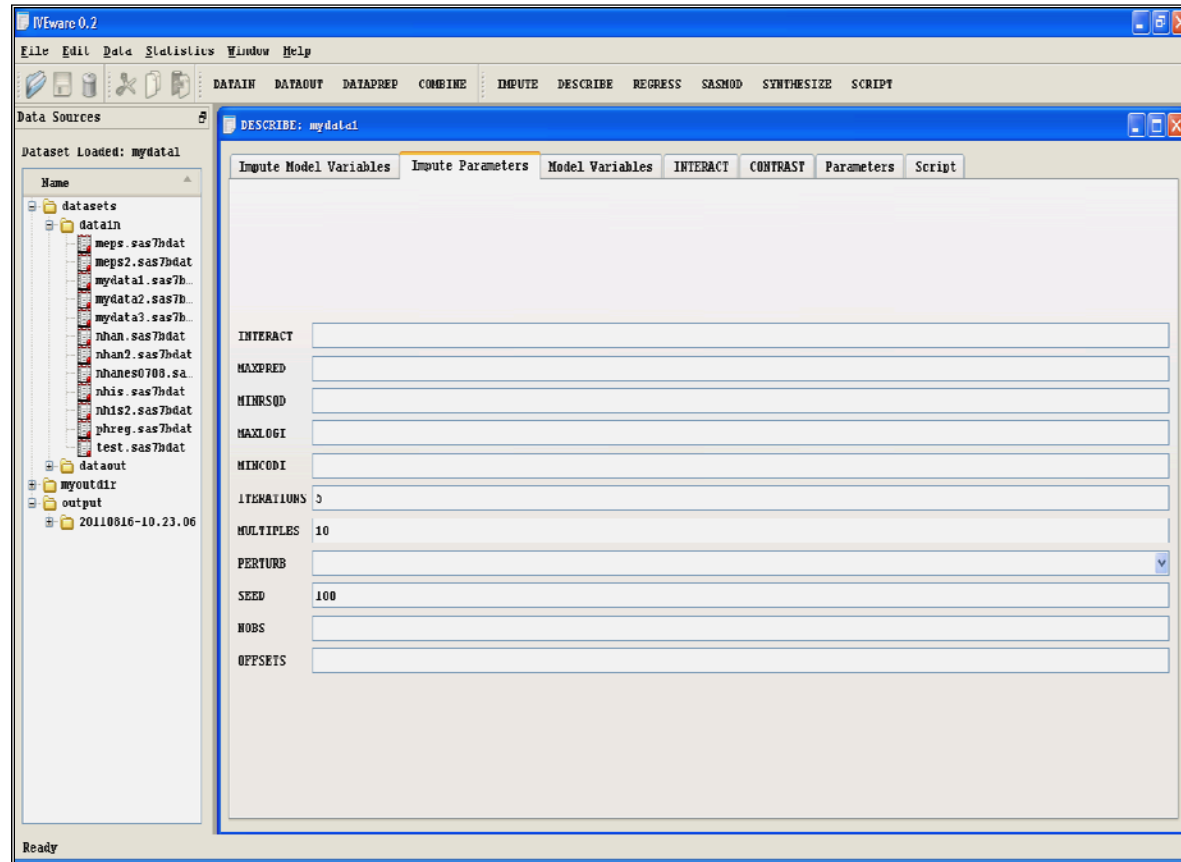 IVEware 0.2
File Edit Data Statistics Window Help
DATAIN DATAOUT DATAPREP COMBINE IMPUTE DESCRIBE REGRESS SASMOD SYNTHESIZE SCRIPT
Data Sources
Dataset Loaded: mydata1
Name
datasets
datain
meps.sas7bdat
meps2.sas7bdat
mydata1.sas7b...
mydata2.sas7b...
mydata3.sas7b...
nhan.sas7bdat
nhan2.sas7bdat
nhanes0708.sa...
nhis.sas7bdat
nhis2.sas7bdat
phreg.sas7bdat
test.sas7bdat
dataout
myoutdir
output
20110816-10.23.06
DESCRIBE: mydata1
Impute Model Variables Impute Parameters Model Variables INTERACT CONTRAST Parameters Script
INTERACT
MAXPRED
MINRSQD
MAXLOGI
MINCODI
ITERATIONS 5
MULTIPLES 10
PERTURB
SEED 100
NOBS
OFFSETS
Ready